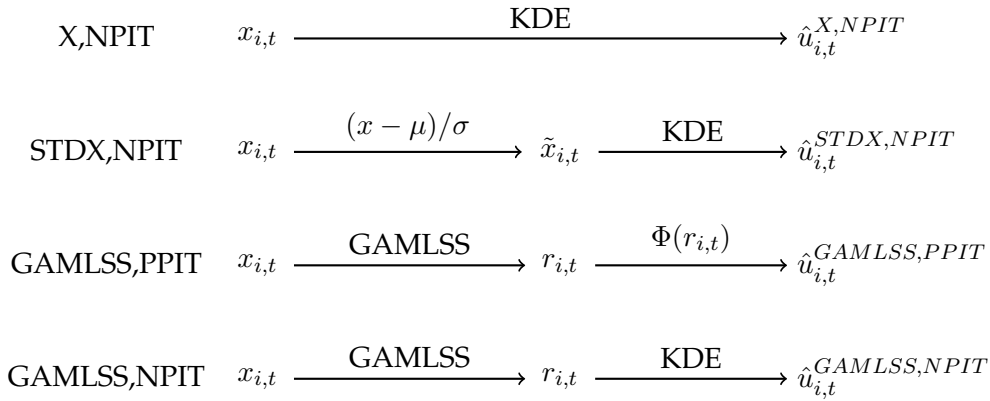 X,NPIT x_{i,t} KDE \hat{u}_{i,t}^{X,NPIT}
STDX,NPIT x_{i,t} (x − μ)/σ \tilde{x}_{i,t} KDE \hat{u}_{i,t}^{STDX,NPIT}
GAMLSS,PPIT x_{i,t} GAMLSS r_{i,t} Φ(r_{i,t}) \hat{u}_{i,t}^{GAMLSS,PPIT}
GAMLSS,NPIT x_{i,t} GAMLSS r_{i,t} KDE \hat{u}_{i,t}^{GAMLSS,NPIT}